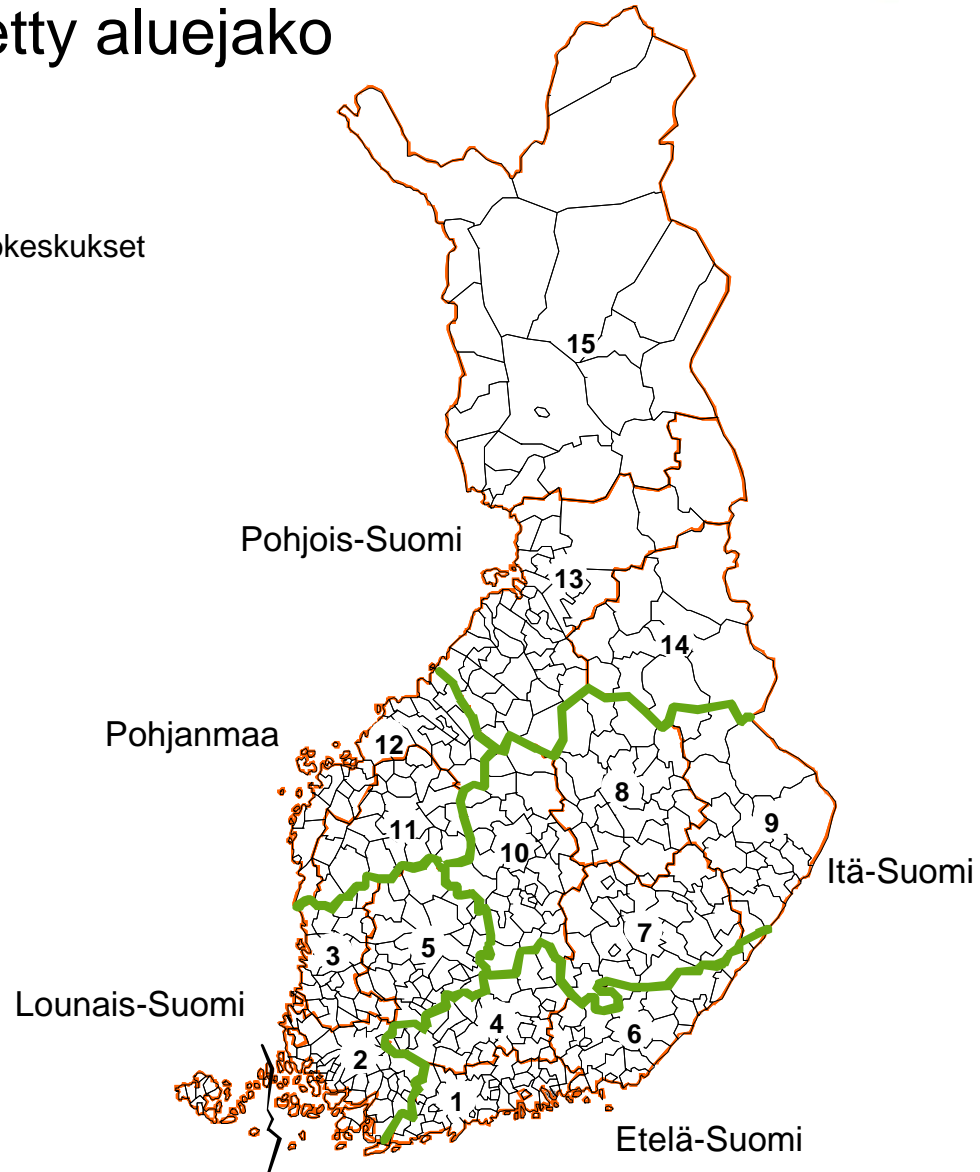 etty aluejako
okeskukset
15
Pohjois-Suomi
13
14
Pohjanmaa
12
8
9
11
10
Itä-Suomi
7
3
5
Lounais-Suomi
4
6
2
1
Etelä-Suomi